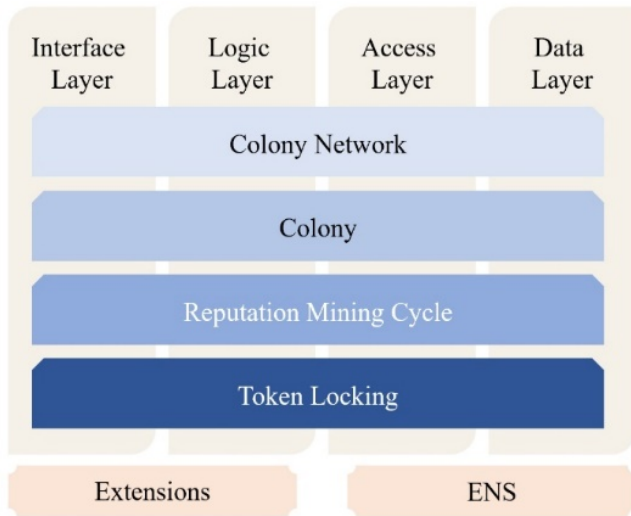 Interface Layer
Logic Layer
Access Layer
Data Layer
Colony Network
Colony
Reputation Mining Cycle
Token Locking
Extensions
ENS